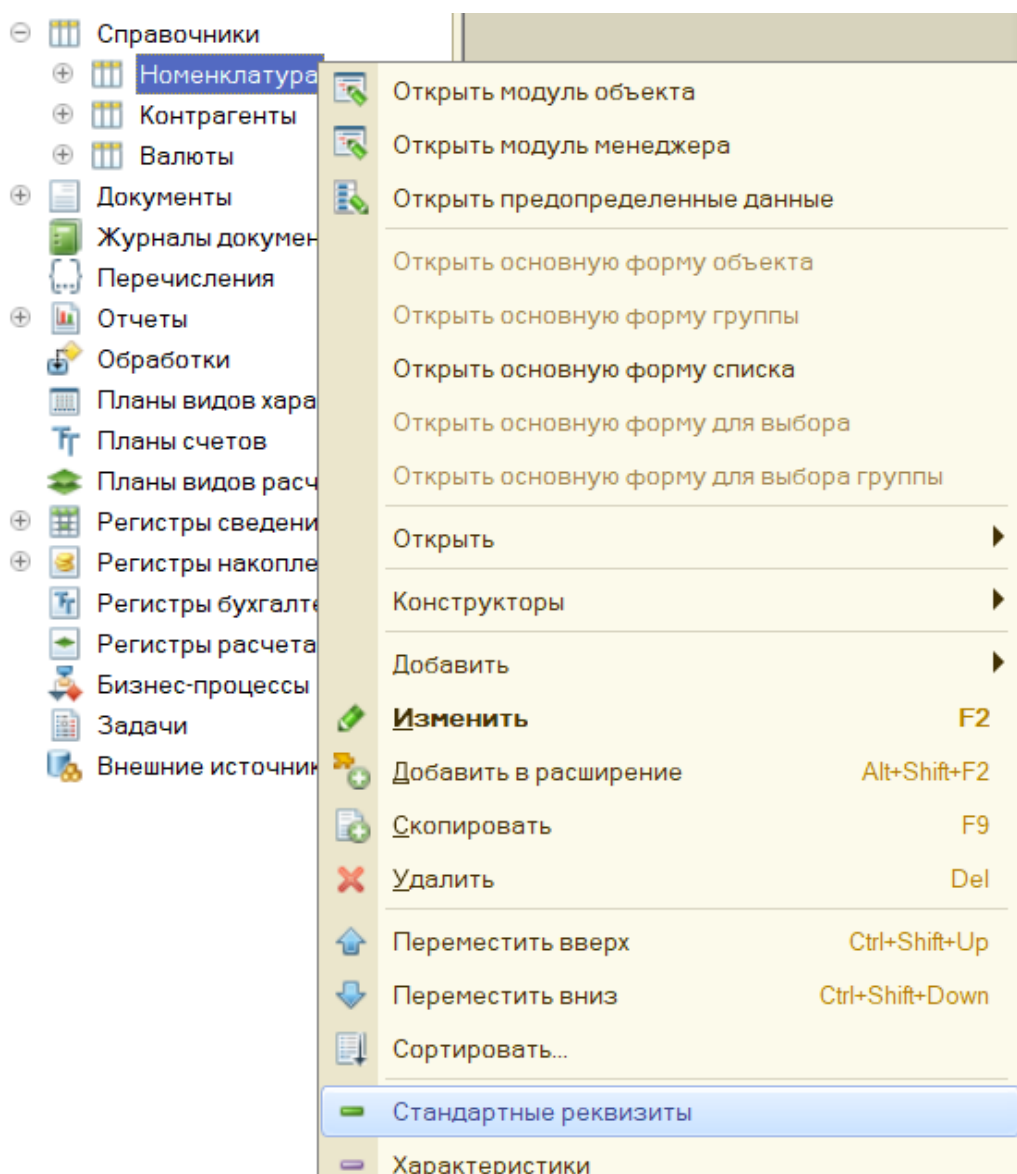 Справочники
Номенклатура
Контрагенты
Валюты
Документы
Журналы докумен
Перечисления
Отчеты
Обработки
Планы видов хара
Планы счетов
Планы видов расч
Регистры сведени
Регистры накопле
Регистры бухгалте
Регистры расчета
Бизнес-процессы
Задачи
Внешние источник
Открыть модуль объекта
Открыть модуль менеджера
Открыть предопределенные данные
Открыть основную форму объекта
Открыть основную форму группы
Открыть основную форму списка
Открыть основную форму для выбора
Открыть основную форму для выбора группы
Открыть
Конструкторы
Добавить
Изменить F2
Добавить в расширение Alt+Shift+F2
Скопировать F9
Удалить Del
Переместить вверх Ctrl+Shift+Up
Переместить вниз Ctrl+Shift+Down
Сортировать...
Стандартные реквизиты
Характеристики